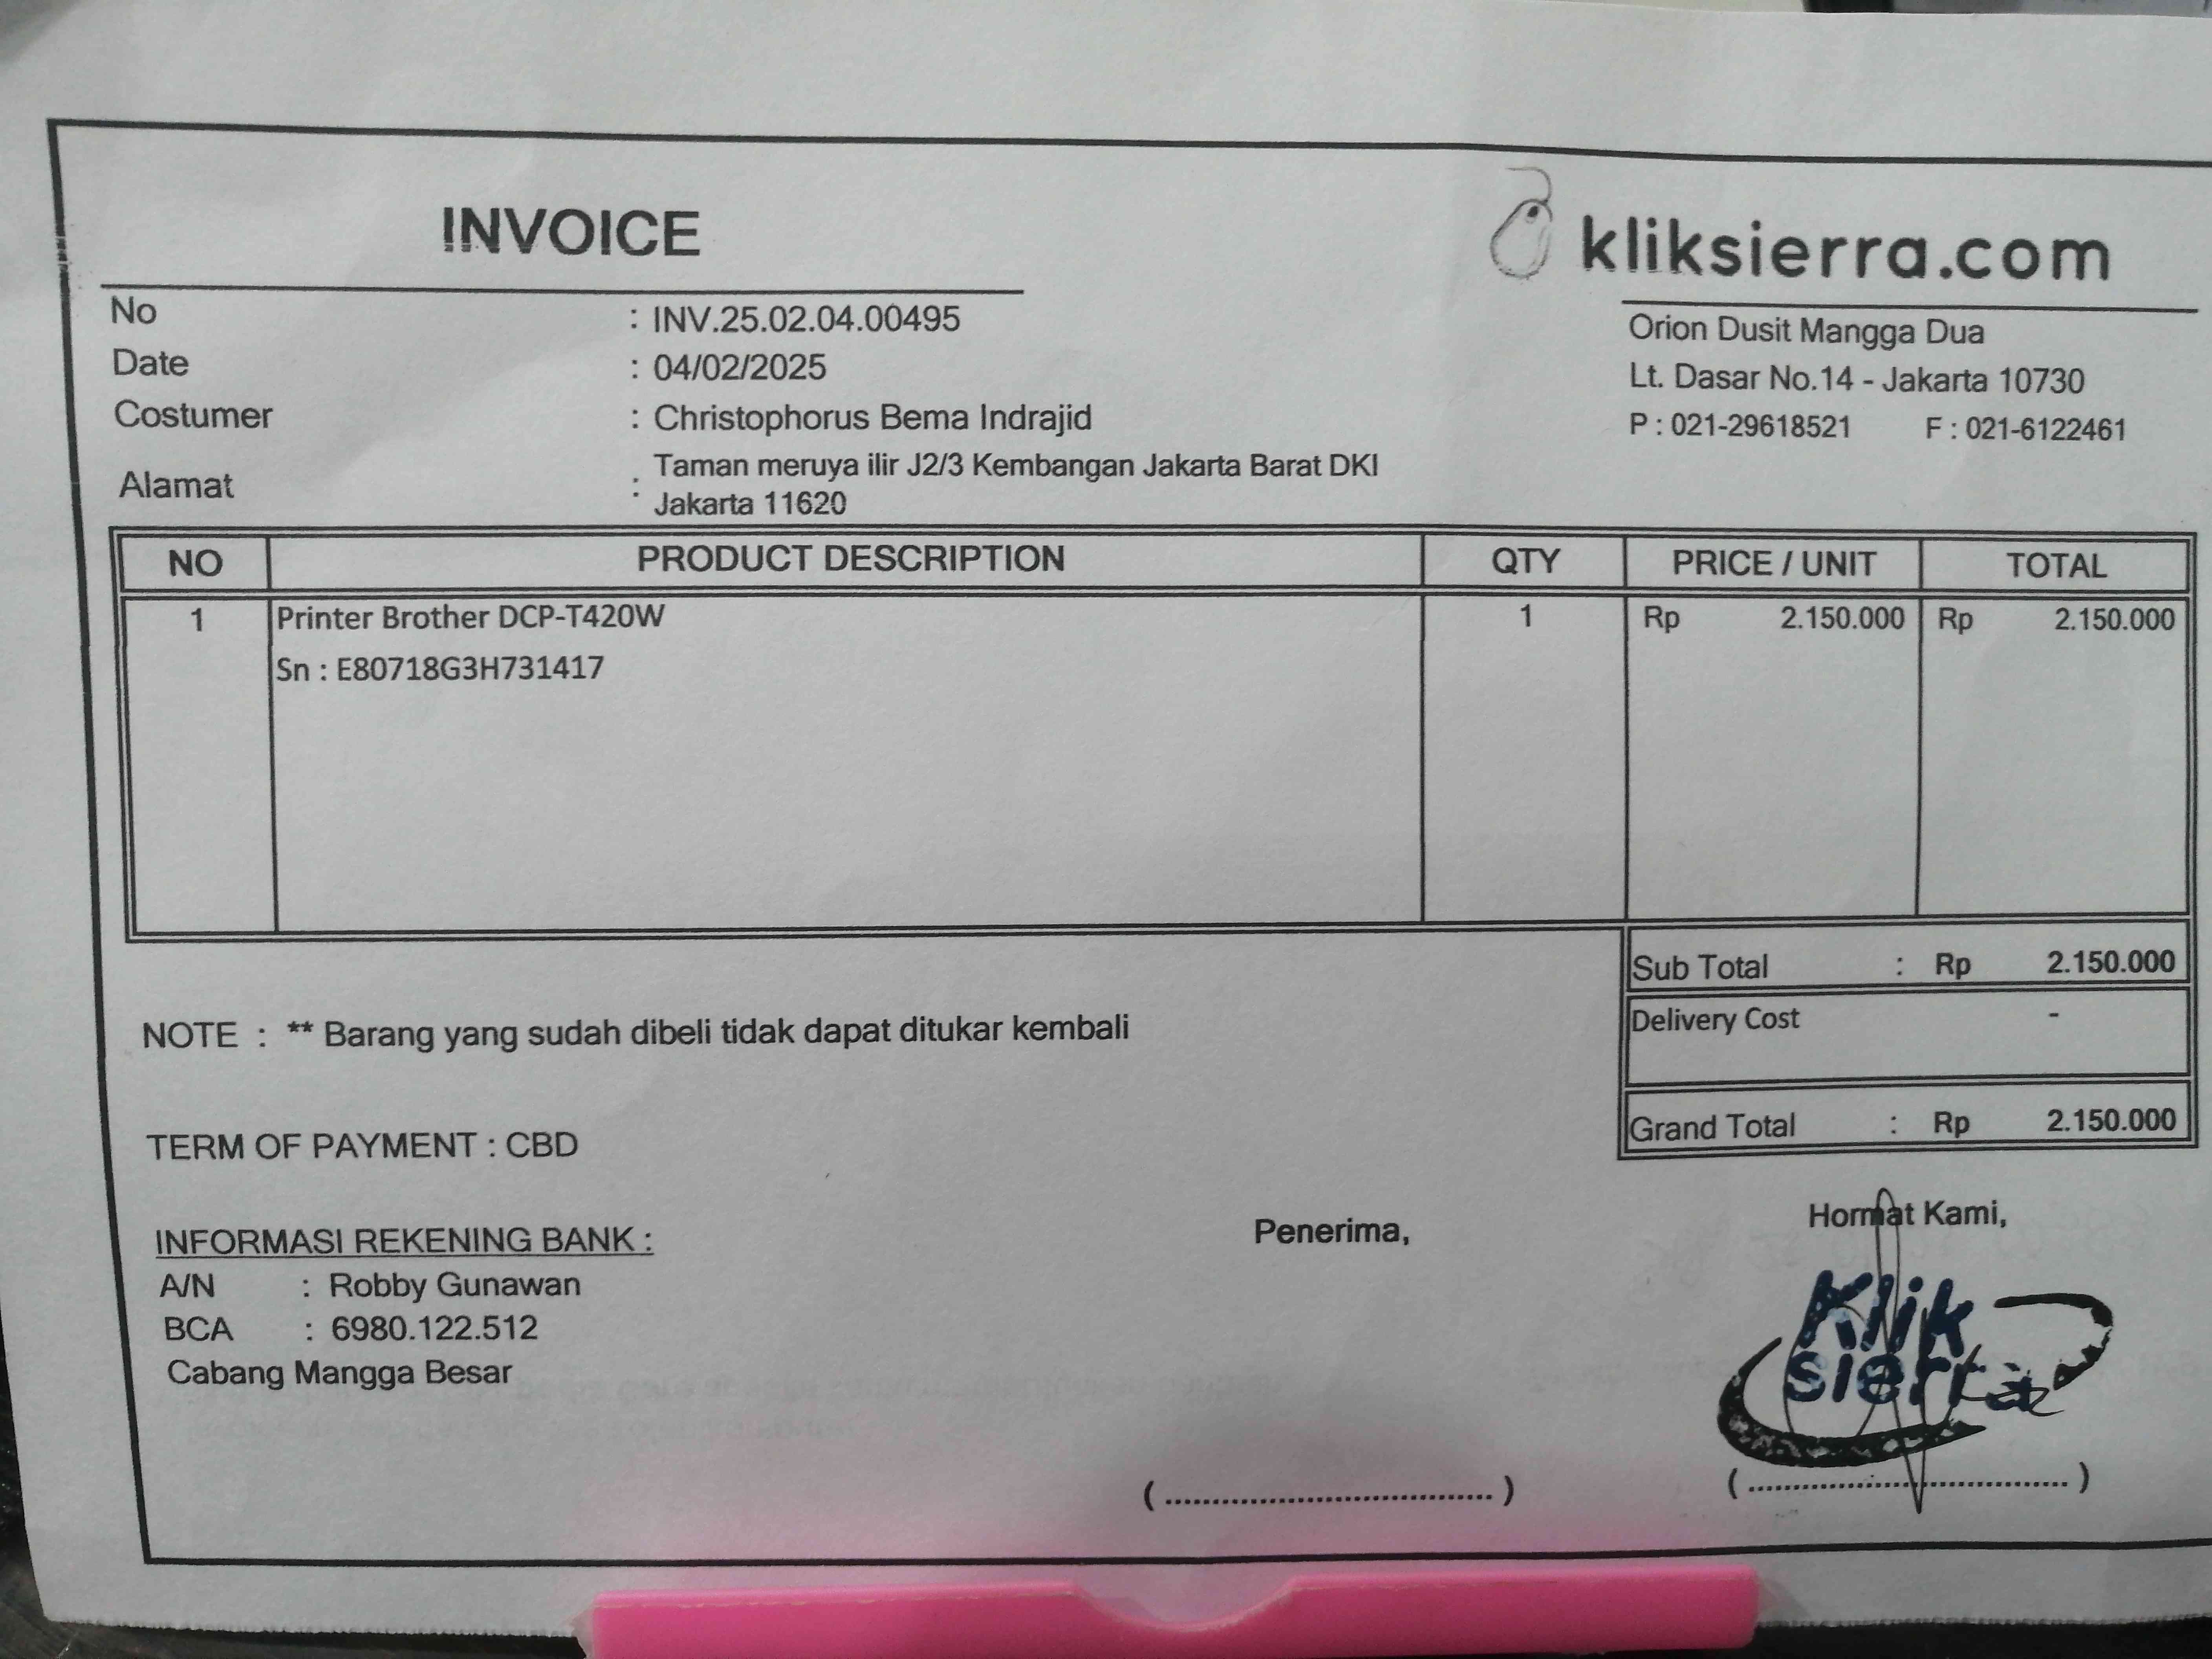 INVOICE
kliksierra.com
No : INV.25.02.04.00495
Date : 04/02/2025
Costumer : Christophorus Bema Indrajid
Alamat : Taman meruya ilir J2/3 Kembangan Jakarta Barat DKI
Jakarta 11620
Orion Dusit Mangga Dua
Lt. Dasar No.14 - Jakarta 10730
P : 021-29618521 F : 021-6122461
NO PRODUCT DESCRIPTION QTY PRICE / UNIT TOTAL
1 Printer Brother DCP-T420W 1 Rp 2.150.000 Rp 2.150.000
Sn : E80718G3H731417
Sub Total : Rp 2.150.000
Delivery Cost -
Grand Total : Rp 2.150.000
NOTE : ** Barang yang sudah dibeli tidak dapat ditukar kembali
TERM OF PAYMENT : CBD
INFORMASI REKENING BANK :
A/N : Robby Gunawan
BCA : 6980.122.512
Cabang Mangga Besar
Penerima,
(....................................)
Hormat Kami,
Klik
sierra
(....................................)